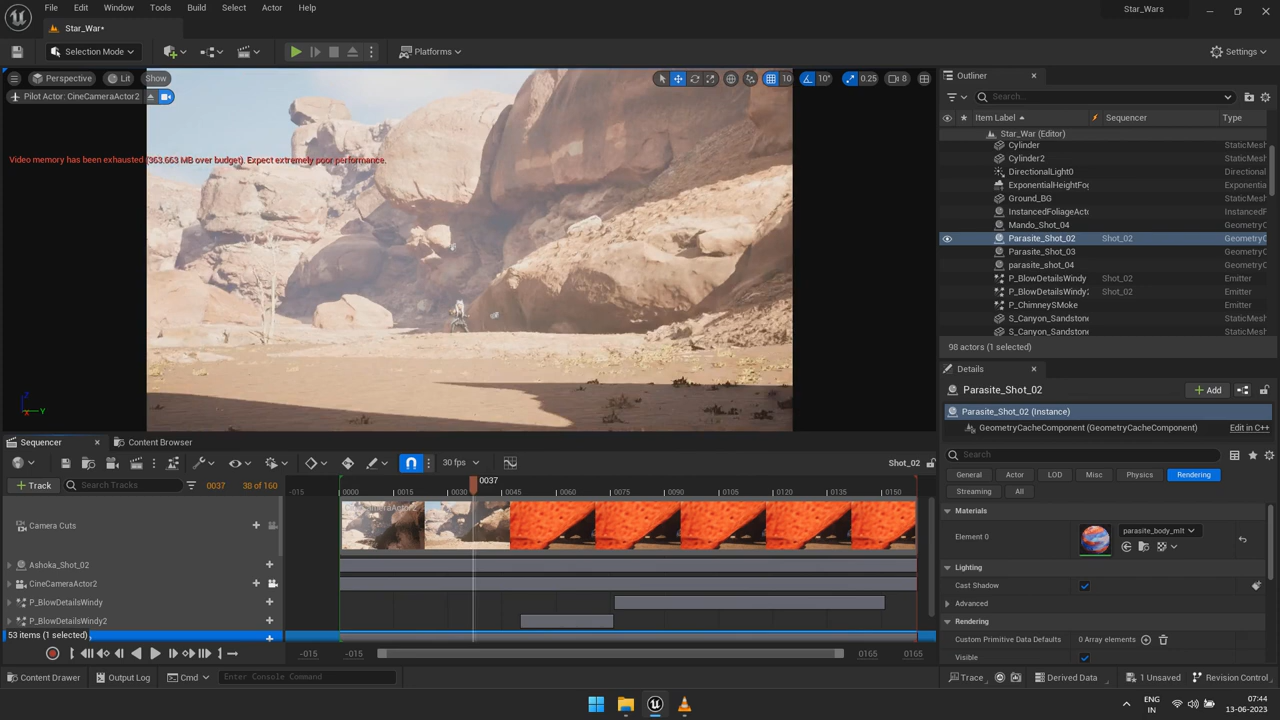 File Edit Window Tools Build Select Actor Help
Star_Wars
Star_War•
Selection Mode
Platforms
Settings
Perspective Lit Show
10 10° 0.25 8
Pilot Actor: CineCameraActor2
Video memory has been exhausted (363.663 MB over budget). Expect extremely poor performance.
Outliner
Search...
Item Label Sequencer Type
Star_War (Editor)
Cylinder StaticMes
Cylinder2 StaticMes
DirectionalLight0 Directional
ExponentialHeightFog Exponentia
Ground_BG StaticMesh
InstancedFoliageActo InstancedF
Mando_Shot_04 GeometryC
Parasite_Shot_02 Shot_02 GeometryC
Parasite_Shot_03 GeometryC
parasite_shot_04 GeometryC
P_BlowDetailsWindy Shot_02 Emitter
P_BlowDetailsWindy2 Shot_02 Emitter
P_ChimneySMoke Emitter
S_Canyon_Sandstone StaticMesh
S_Canyon_Sandstone StaticMesh
98 actors (1 selected)
Details
Parasite_Shot_02
Add
Parasite_Shot_02 (Instance)
GeometryCacheComponent (GeometryCacheComponent) Edit in C++
Search
General Actor LOD Misc Physics Rendering
Streaming All
Materials
Element 0 parasite_body_mlt
Lighting
Cast Shadow
Advanced
Rendering
Custom Primitive Data Defaults 0 Array elements
Visible
Sequencer Content Browser
30 fps
Shot_02
Track
Search Tracks
0037 38 of 160
0037
-015 0000 0015 0030 0045 0060 0075 0090 0105 0120 0135 0150
Camera Cuts
Ashoka_Shot_02
CineCameraActor2
P_BlowDetailsWindy
P_BlowDetailsWindy2
53 items (1 selected)
-015 -015 0165 0165
Content Drawer Output Log Cmd Enter Console Command
Trace Derived Data 1 Unsaved Revision Control
ENG
IN
07:44
13-06-2023